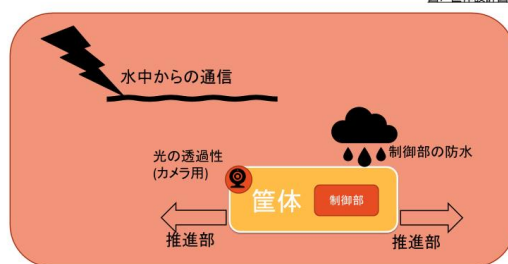 水中からの通信
光の透過性
(カメラ用)
制御部の防水
筐体
制御部
推進部
推進部